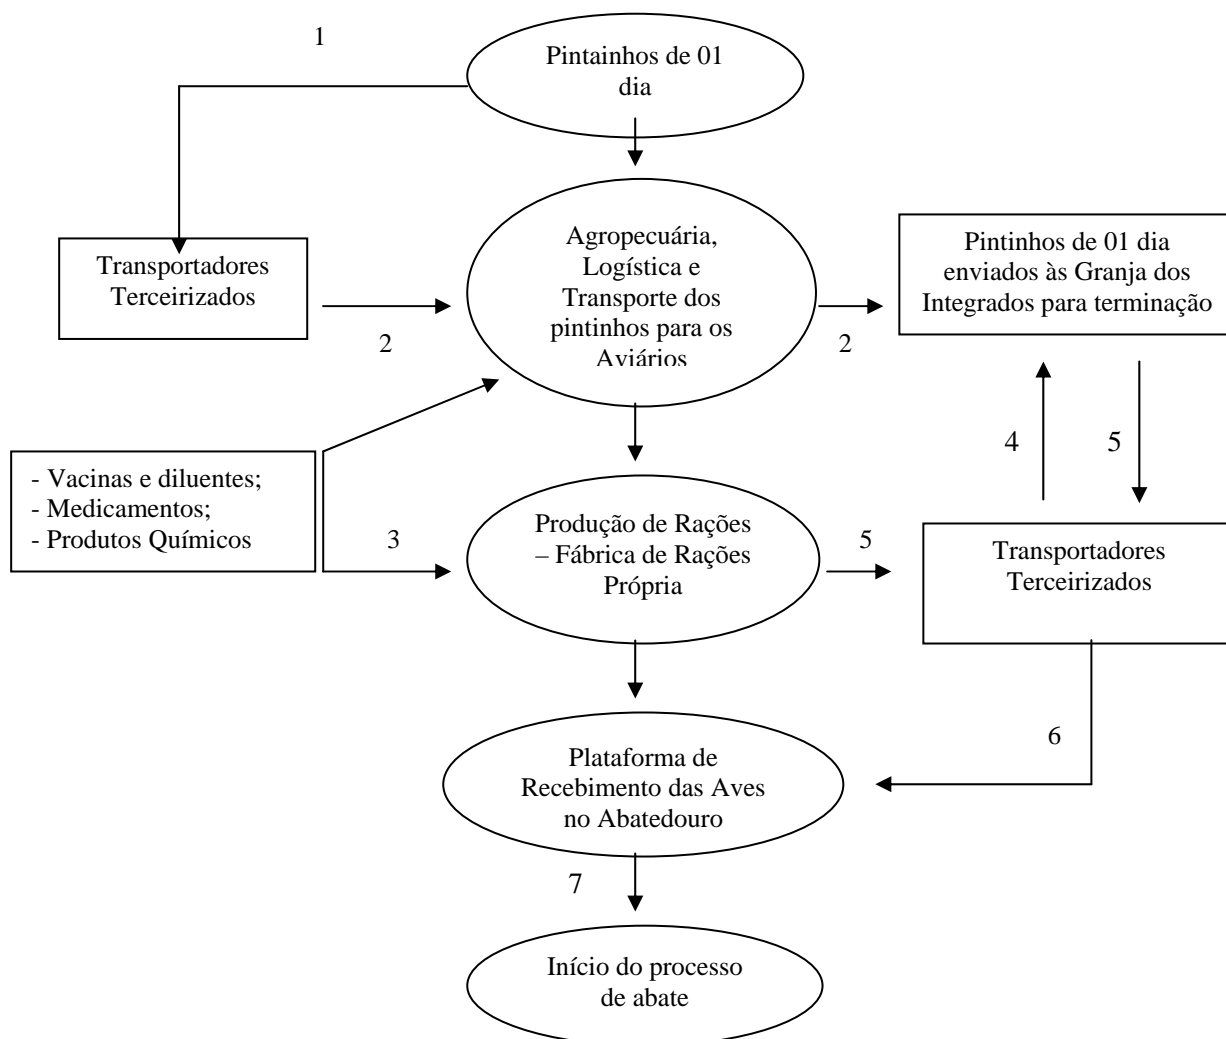 1
Pintainhos de 01
dia
Transportadores
Terceirizados
2
Agropecuária,
Logística e
Transporte dos
pintinhos para os
Aviários
2
Pintinhos de 01 dia
enviados às Granja dos
Integrados para terminação
4
5
- Vacinas e diluentes;
- Medicamentos;
- Produtos Químicos
3
Produção de Rações
– Fábrica de Rações
Própria
5
Transportadores
Terceirizados
6
Plataforma de
Recebimento das Aves
no Abatedouro
7
Início do processo
de abate